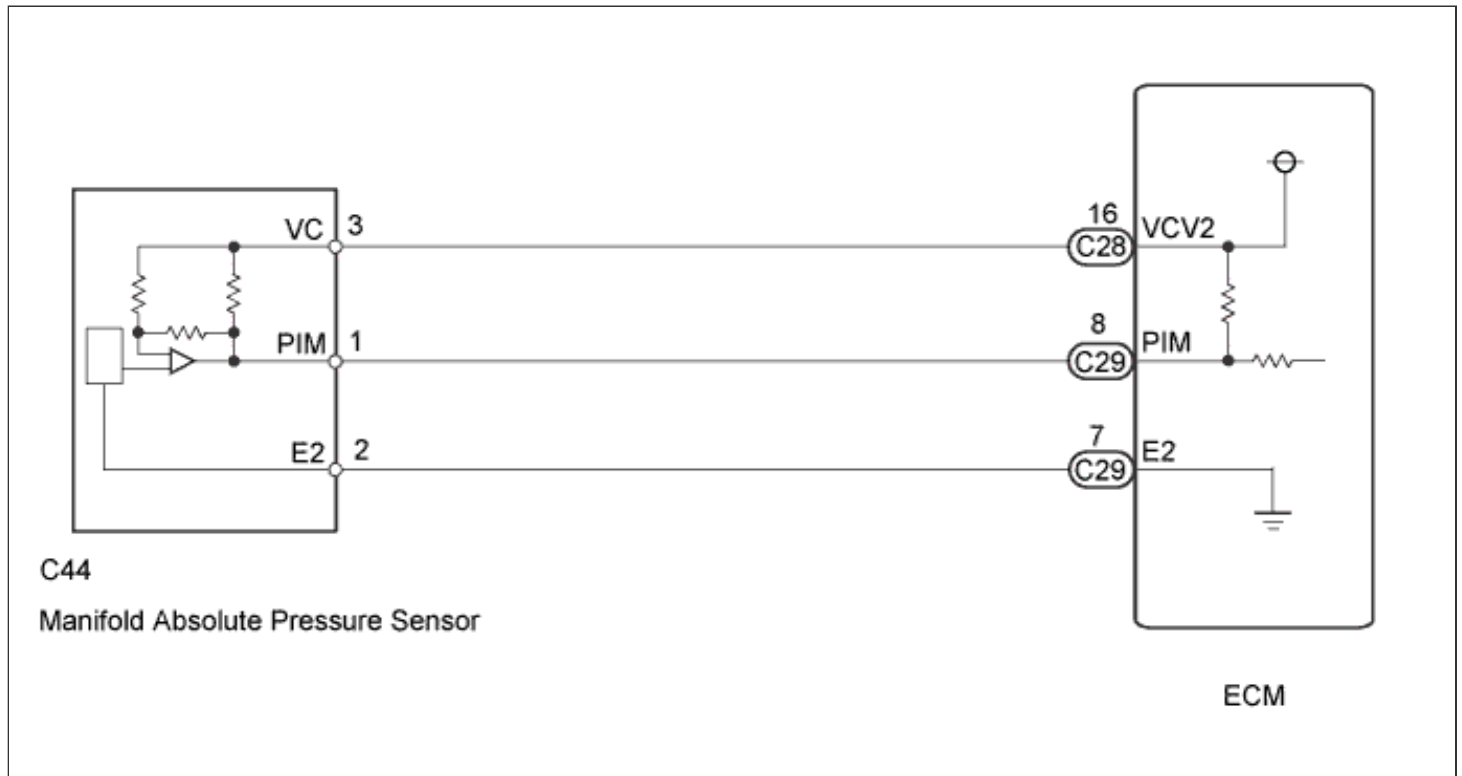 16
VC 3
C28 VCV2
8
PIM 1
C29 PIM
7
E2 2
C29 E2
C44
Manifold Absolute Pressure Sensor
ECM